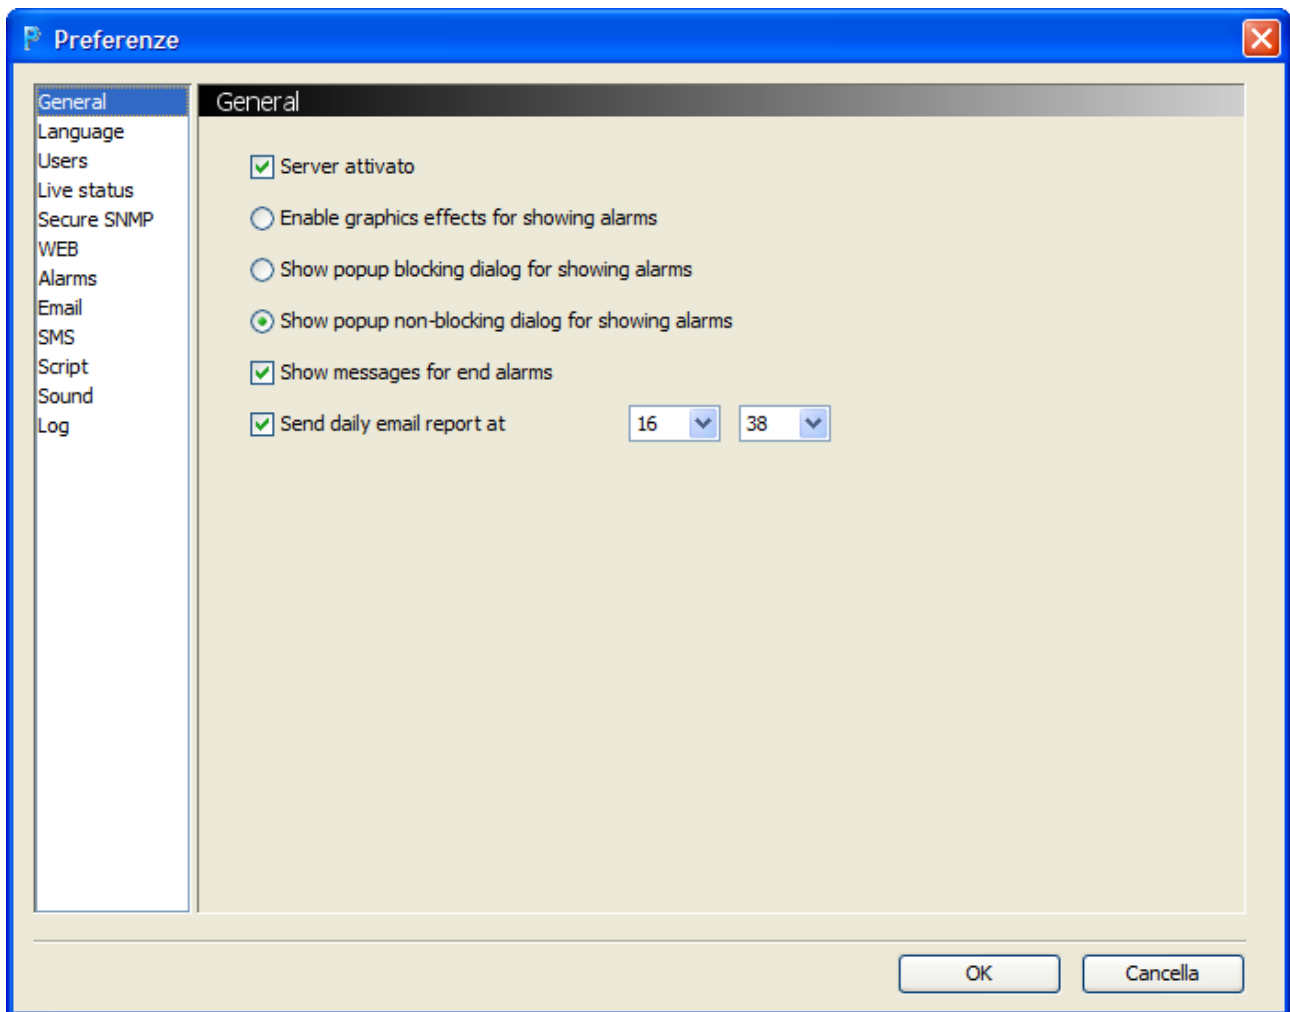 Preferenze
General
Language
Users
Live status
Secure SNMP
WEB
Alarms
Email
SMS
Script
Sound
Log
General
Server attivato
Enable graphics effects for showing alarms
Show popup blocking dialog for showing alarms
Show popup non-blocking dialog for showing alarms
Show messages for end alarms
Send daily email report at 16 38
OK Cancella